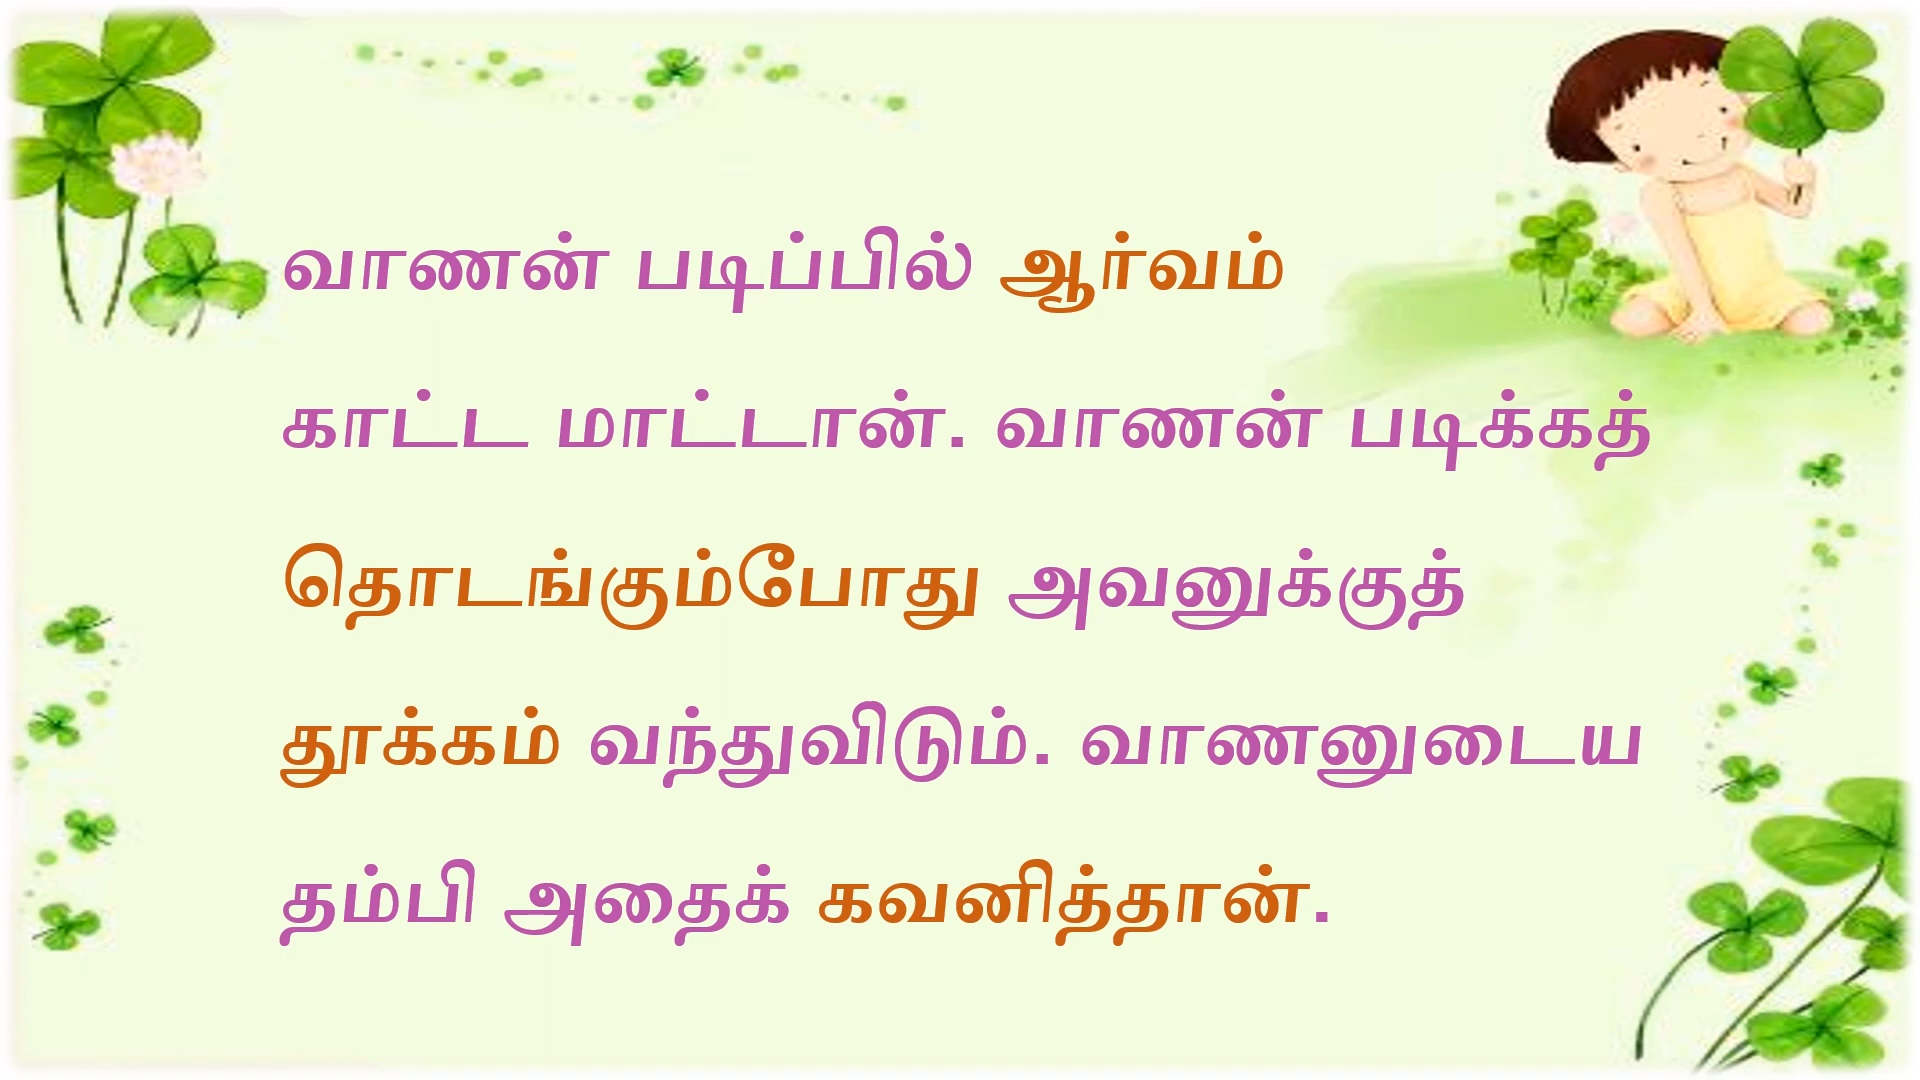 வாணன் படிப்பில் ஆர்வம்
காட்ட மாட்டான். வாணன் படிக்கத்
தொடங்கும்போது அவனுக்குத்
தூக்கம் வந்துவிடும். வாணனுடைய
தம்பி அதைக் கவனித்தான்.